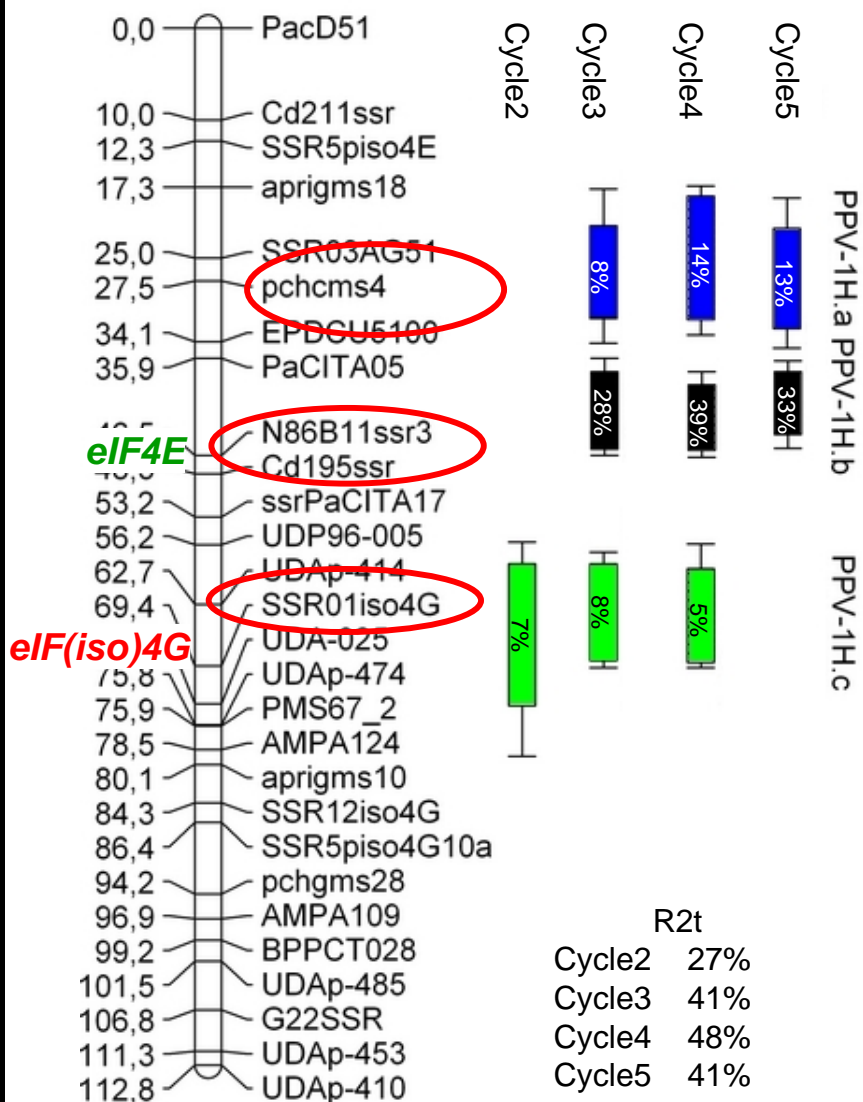 0,0 PacD51
10,0 Cd211ssr
12,3 SSR5piso4E
17,3 aprigms18
25,0 SSR03AG51
27,5 pchcms4
34,1 EPDCU5100
35,9 PaCITA05
N86B11ssr3
eIF4E
Cd195ssr
53,2 ssrPaCITA17
56,2 UDP96-005
62,7 UDAp-414
69,4 SSR01iso4G
eIF(iso)4G UDA-025
75,8 UDAp-474
75,9 PMS67_2
78,5 AMPA124
80,1 aprigms10
84,3 SSR12iso4G
86,4 SSR5piso4G10a
94,2 pchgms28
96,9 AMPA109
99,2 BPPCT028
101,5 UDAp-485
106,8 G22SSR
111,3 UDAp-453
112,8 UDAp-410
Cycle2
Cycle3
Cycle4
Cycle5
8%
14%
13%
28%
39%
33%
7%
8%
5%
PPV-1H.a PPV-1H.b
PPV-1H.c
R2t
Cycle2 27%
Cycle3 41%
Cycle4 48%
Cycle5 41%